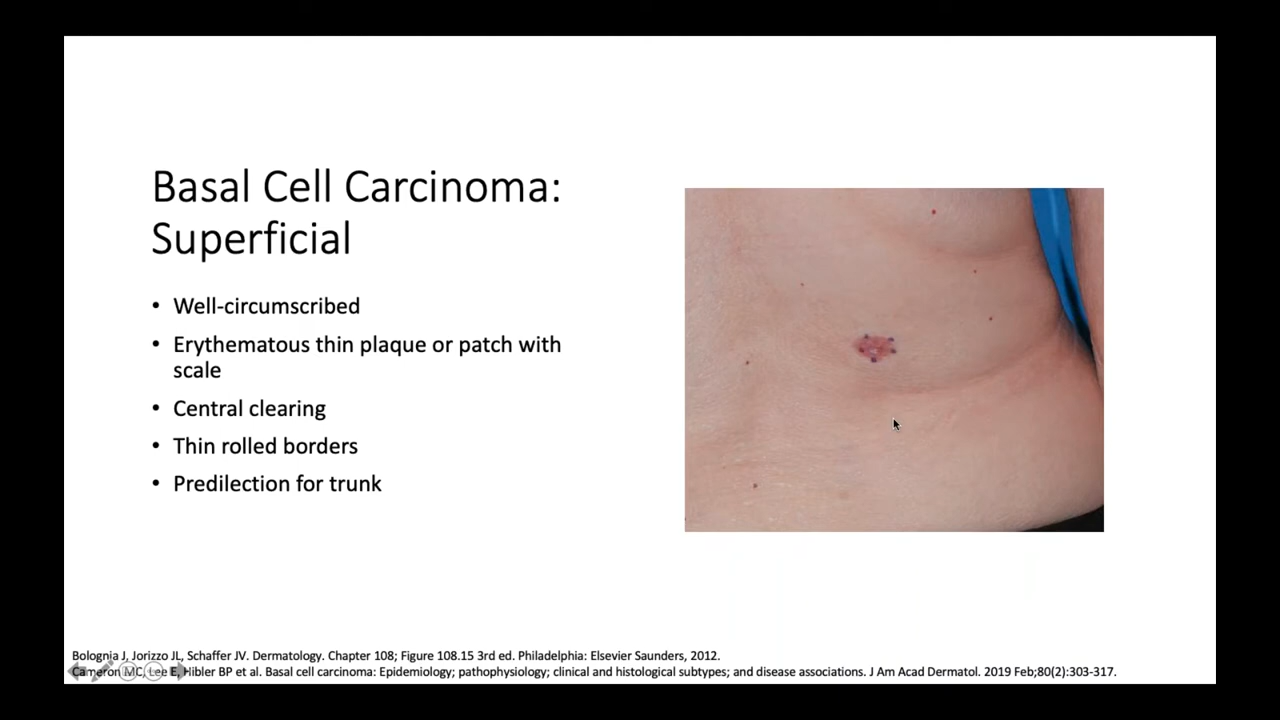 Basal Cell Carcinoma:
Superficial
• Well-circumscribed
• Erythematous thin plaque or patch with
scale
• Central clearing
• Thin rolled borders
• Predilection for trunk
Bolognia J, Jorizzo JL, Schaffer JV. Dermatology. Chapter 108; Figure 108.15 3rd ed. Philadelphia: Elsevier Saunders, 2012.
Cameron MC, Lee E, Hibler BP et al. Basal cell carcinoma: Epidemiology; pathophysiology; clinical and histological subtypes; and disease associations. J Am Acad Dermatol. 2019 Feb;80(2):303-317.